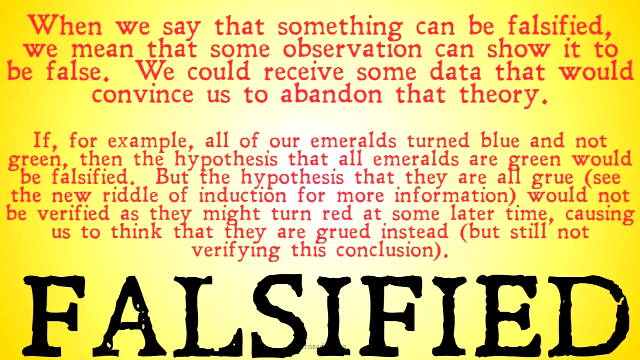 When we say that something can be falsified,
we mean that some observation can show it to
be false. We could receive some data that would
convince us to abandon that theory.
If, for example, all of our emeralds turned blue and not
green, then the hypothesis that all emeralds are green would
be falsified. But the hypothesis that they are all grue (see
the new riddle of induction for more information) would not
be verified as they might turn red at some later time, causing
us to think that they are grued instead (but still not
verifying this conclusion).
FALSIFIED